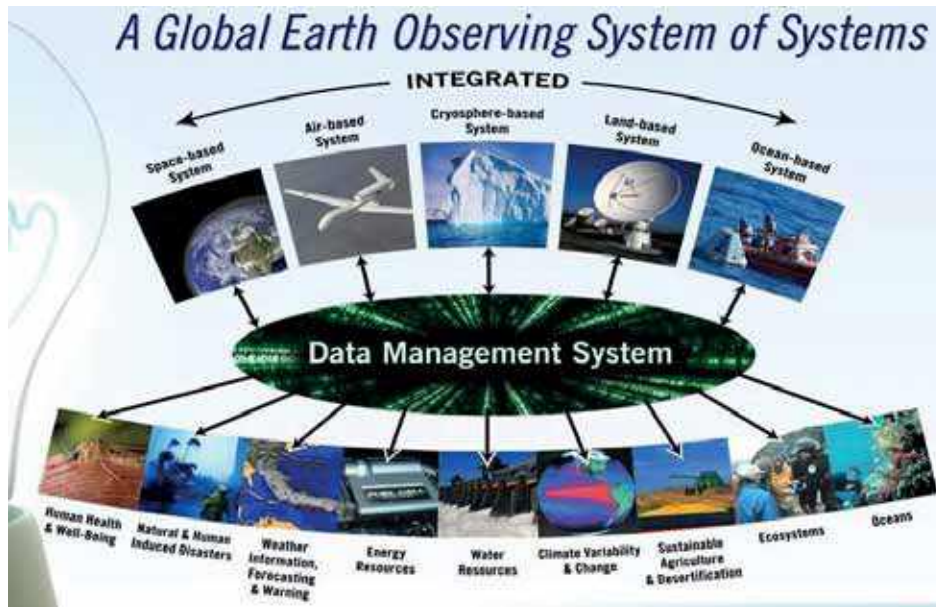 A Global Earth Observing System of Systems
INTEGRATED
Space-based
System
Air-based
System
Cryosphere-based
System
Land-based
System
Ocean-based
System
Data Management System
Human Health
& Well-Being
Natural & Human
Induced Disasters
Weather
Information,
Forecasting
& Warning
Energy
Resources
Water
Resources
Climate Variability
& Change
Sustainable
Agriculture
& Desertification
Ecosystems
Oceans